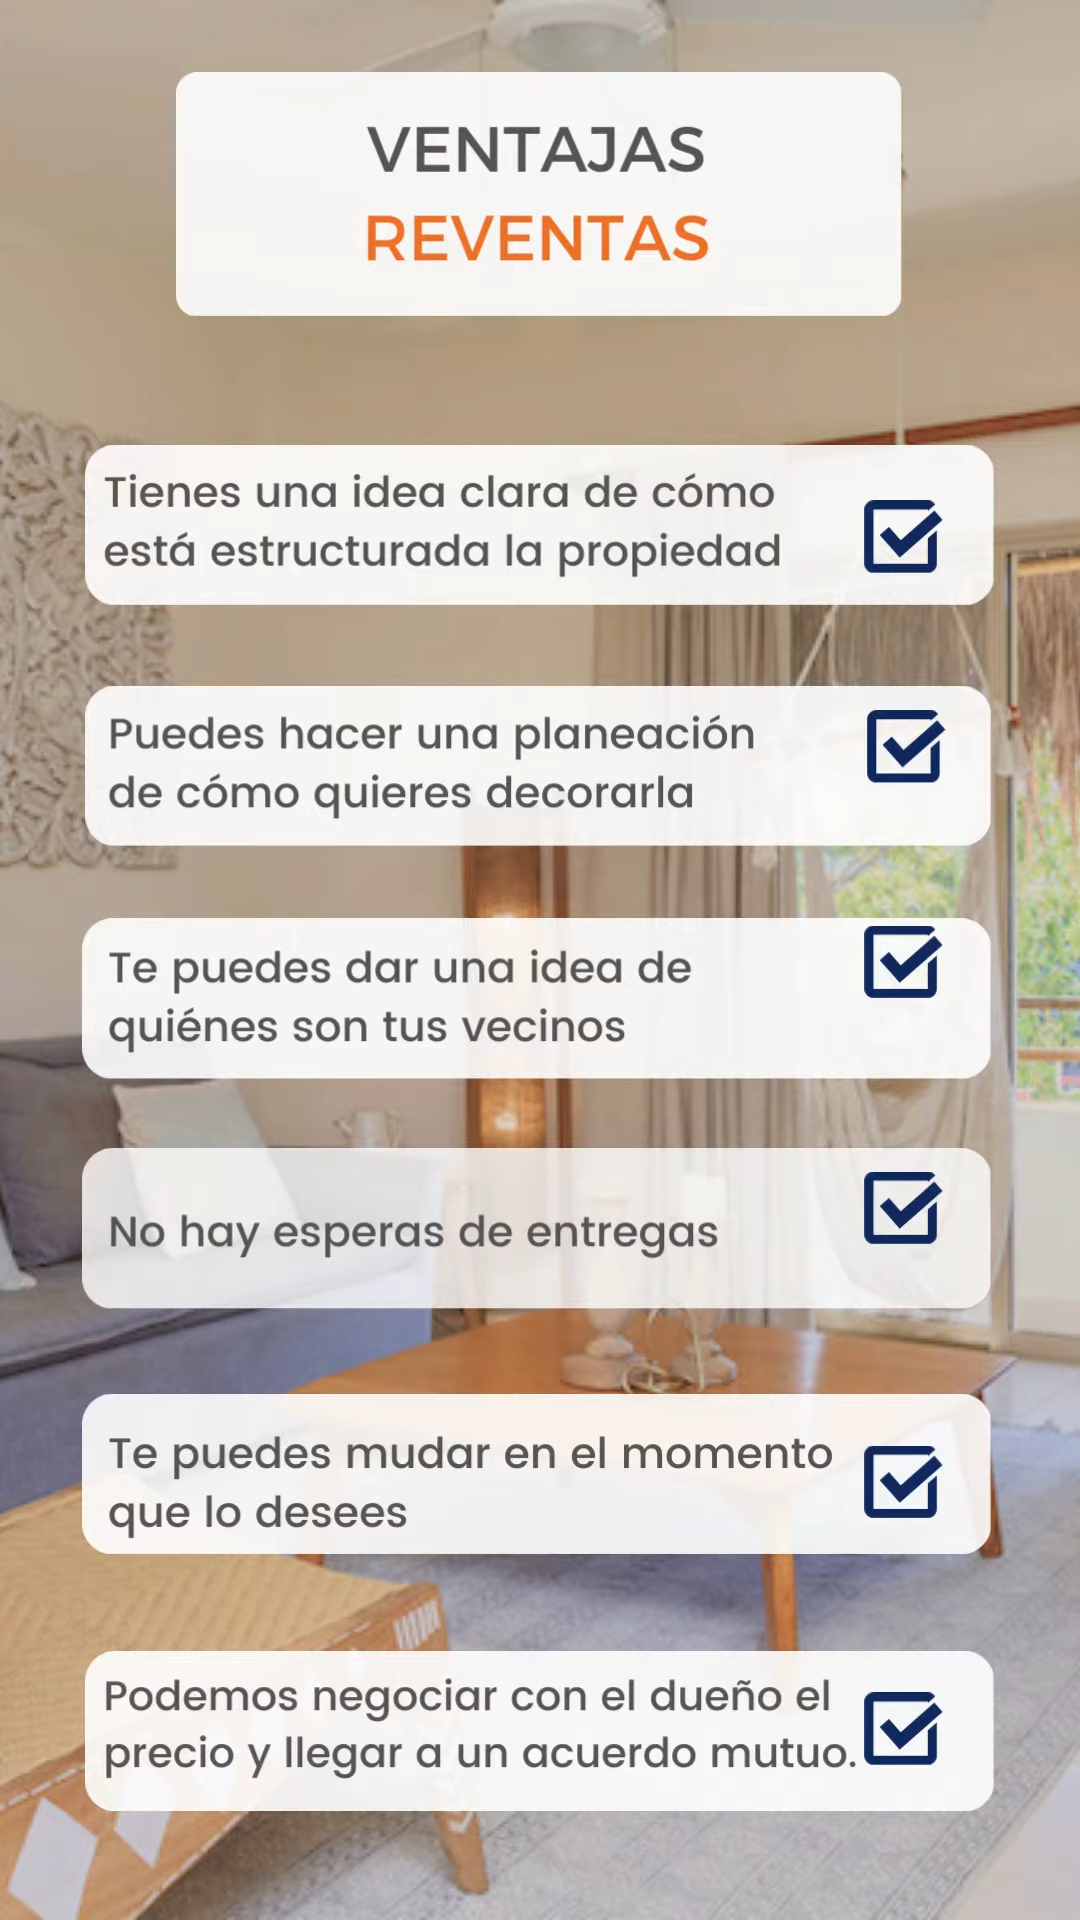 VENTAJAS
REVENTAS
Tienes una idea clara de cómo
está estructurada la propiedad
Puedes hacer una planeación
de cómo quieres decorarla
Te puedes dar una idea de
quiénes son tus vecinos
No hay esperas de entregas
Te puedes mudar en el momento
que lo desees
Podemos negociar con el dueño el
precio y llegar a un acuerdo mutuo.